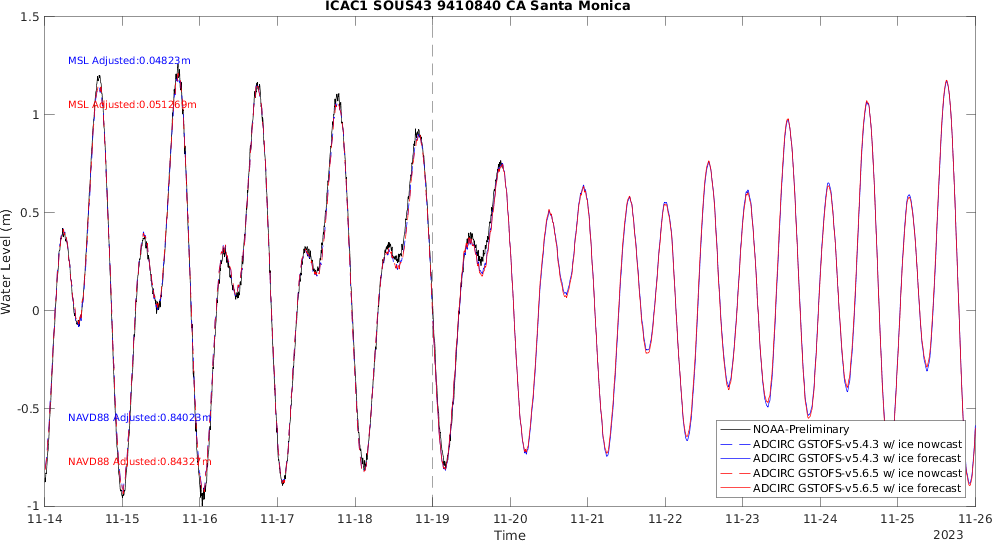 ICAC1 SOUS43 9410840 CA Santa Monica
1.5
MSL Adjusted:0.04823m
MSL Adjusted:0.051269m
1
0.5
Water Level (m)
0
-0.5
NAVD88 Adjusted:0.84023m
NAVD88 Adjusted:0.84327m
-1
NOAA-Preliminary
ADCIRC GSTOFS-v5.4.3 w/ ice nowcast
ADCIRC GSTOFS-v5.4.3 w/ ice forecast
ADCIRC GSTOFS-v5.6.5 w/ ice nowcast
ADCIRC GSTOFS-v5.6.5 w/ ice forecast
11-14 11-15 11-16 11-17 11-18 11-19 11-20 11-21 11-22 11-23 11-24 11-25 11-26
Time
2023